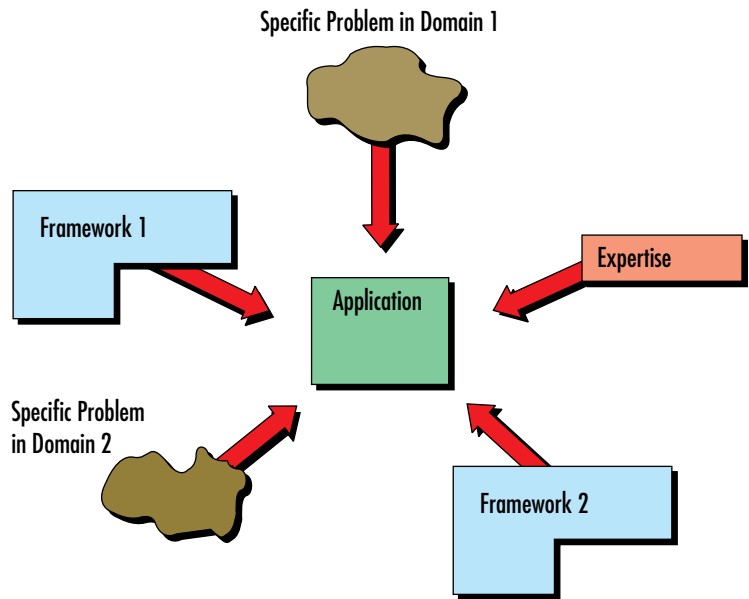 Specific Problem in Domain 1
Framework 1
Expertise
Application
Specific Problem
in Domain 2
Framework 2